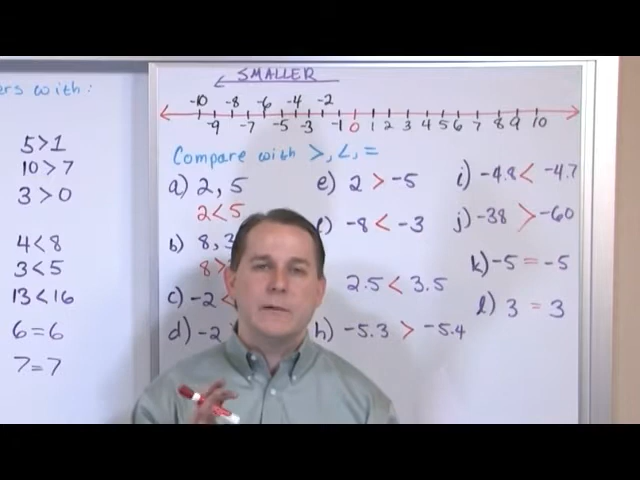 ers with:
5>1
10>7
3>0
4<8
3<5
13<16
6=6
7=7
SMALLER
-10 -8 -6 -4 -2
-9 -7 -5 -3 -1 0 1 2 3 4 5 6 7 8 9 10
Compare with >, <, =
a) 2, 5
2<5
b) 8, 3
8>
c) -2 <
d) -2
e) 2 > -5
f) -8 < -3
2.5 < 3.5
h) -5.3 > -5.4
i) -4.8 < -4.7
j) -38 > -60
k) -5 = -5
l) 3 = 3